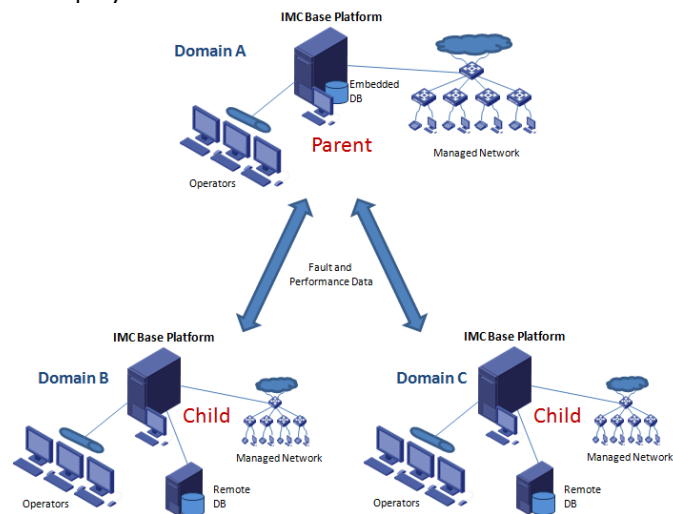 IMC Base Platform
Domain A
Embedded
DB
Parent
Managed Network
Operators
Fault and
Performance Data
IMC Base Platform
IMC Base Platform
Domain B
Domain C
Child
Child
Managed Network
Managed Network
Operators
Remote
DB
Operators
Remote
DB